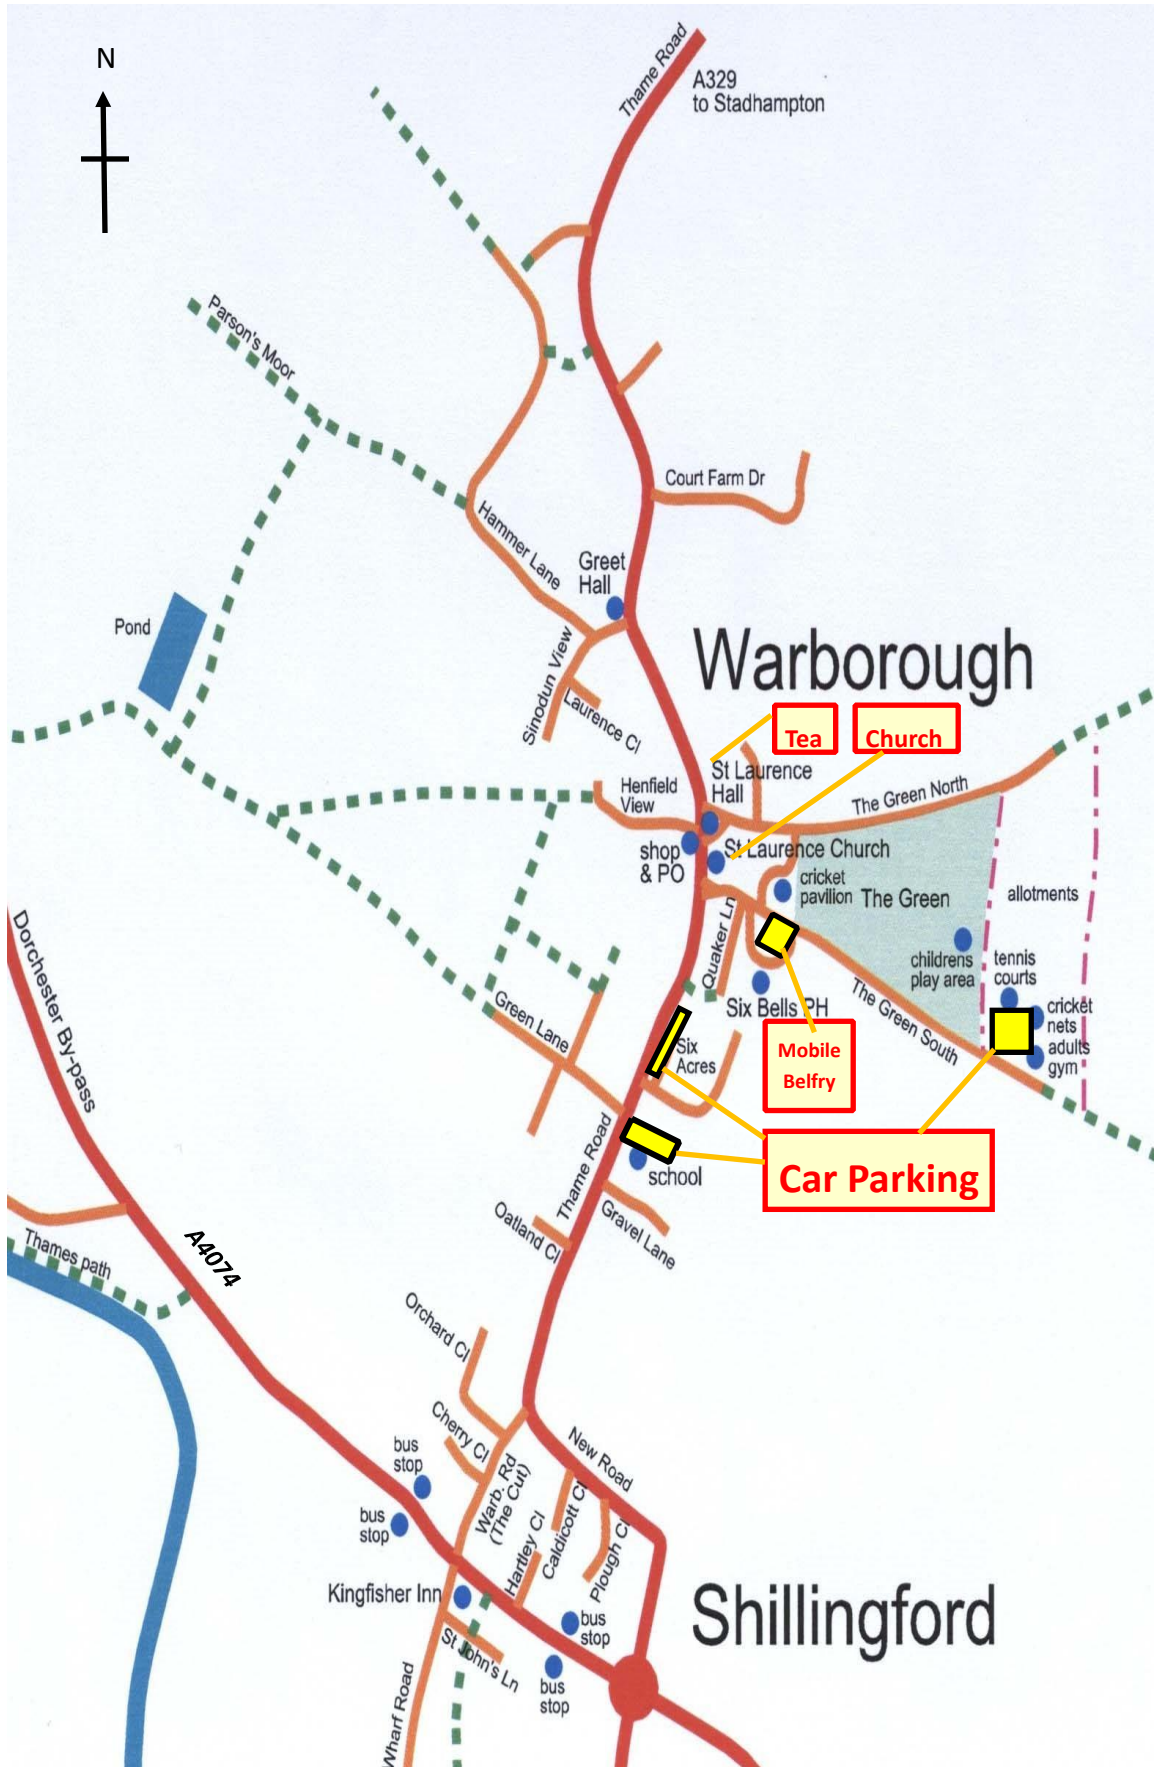 N
Thame Road
A329
to Stadhampton
Parson's Moor
Court Farm Dr
Hammer Lane
Greet
Hall
Pond
Warborough
Sinodun View
Laurence Cl
Tea
Church
St Laurence
Hall
Henfield
View
The Green North
shop
& PO
St Laurence Church
cricket
pavilion
The Green
allotments
Quaker Ln
Dorchester By-pass
childrens
play area
tennis
courts
Six Bells PH
The Green South
cricket
nets
adults
gym
Green Lane
Six
Acres
Mobile
Belfry
Thame Road
school
Car Parking
Oatland Cl
Gravel Lane
Thames path
A4074
Orchard Cl
Cherry Cl
New Road
bus
stop
Warb. Rd
(The Cut)
bus
stop
Hartley Cl
Caldicott Cl
Plough Cl
Kingfisher Inn
Shillingford
bus
stop
St John's Ln
bus
stop
Wharf Road